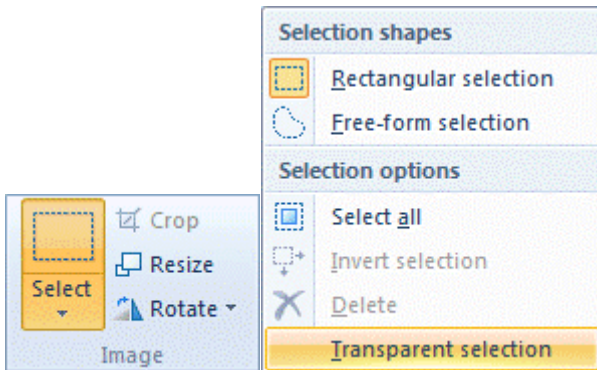 Select
Crop
Resize
Rotate
Image
Selection shapes
Rectangular selection
Free-form selection
Selection options
Select all
Invert selection
Delete
Transparent selection